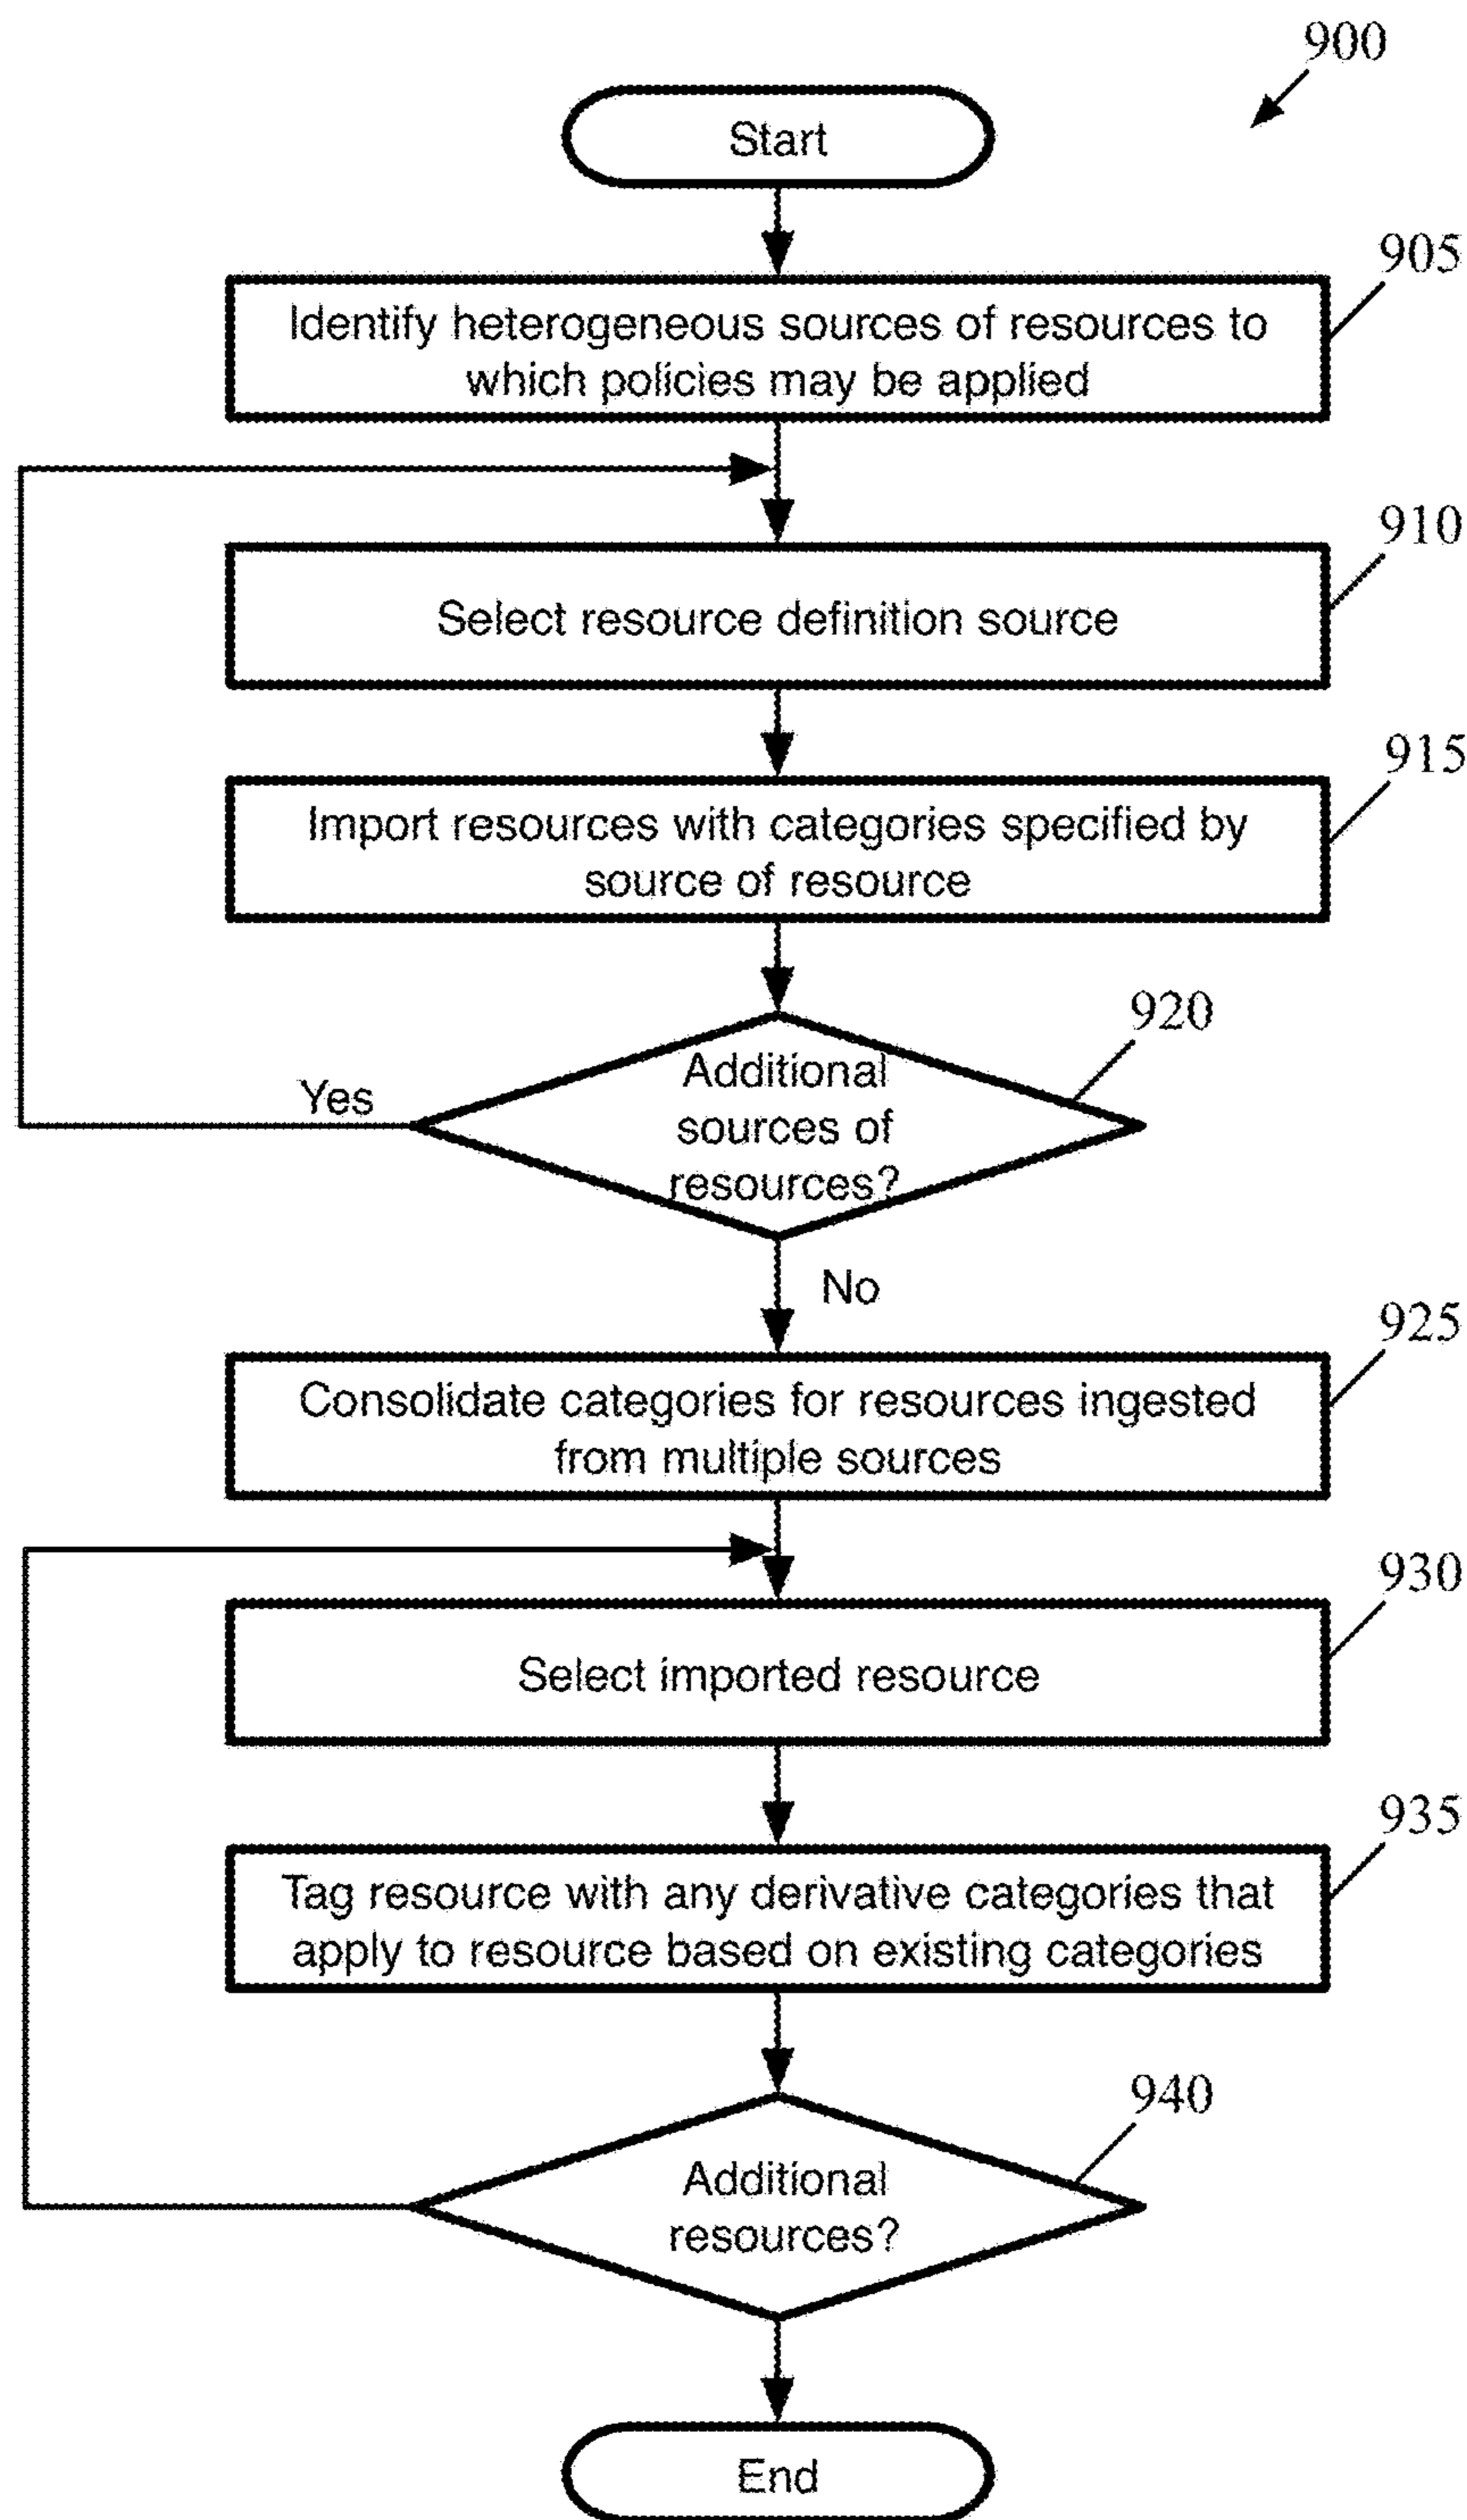 900
Start
905
Identify heterogeneous sources of resources to
which policies may be applied
910
Select resource definition source
915
Import resources with categories specified by
source of resource
920
Additional
sources of
resources?
Yes
No
925
Consolidate categories for resources ingested
from multiple sources
930
Select imported resource
935
Tag resource with any derivative categories that
apply to resource based on existing categories
940
Additional
resources?
End